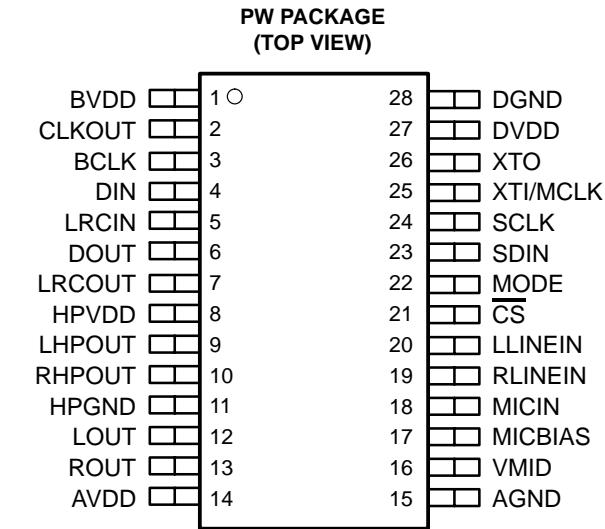 PW PACKAGE
(TOP VIEW)
BVDD 1 28 DGND
CLKOUT 2 27 DVDD
BCLK 3 26 XTO
DIN 4 25 XTI/MCLK
LRCIN 5 24 SCLK
DOUT 6 23 SDIN
LRCOUT 7 22 MODE
HPVDD 8 21 C̅S̅
LHPOUT 9 20 LLINEIN
RHPOUT 10 19 RLINEIN
HPGND 11 18 MICIN
LOUT 12 17 MICBIAS
ROUT 13 16 VMID
AVDD 14 15 AGND